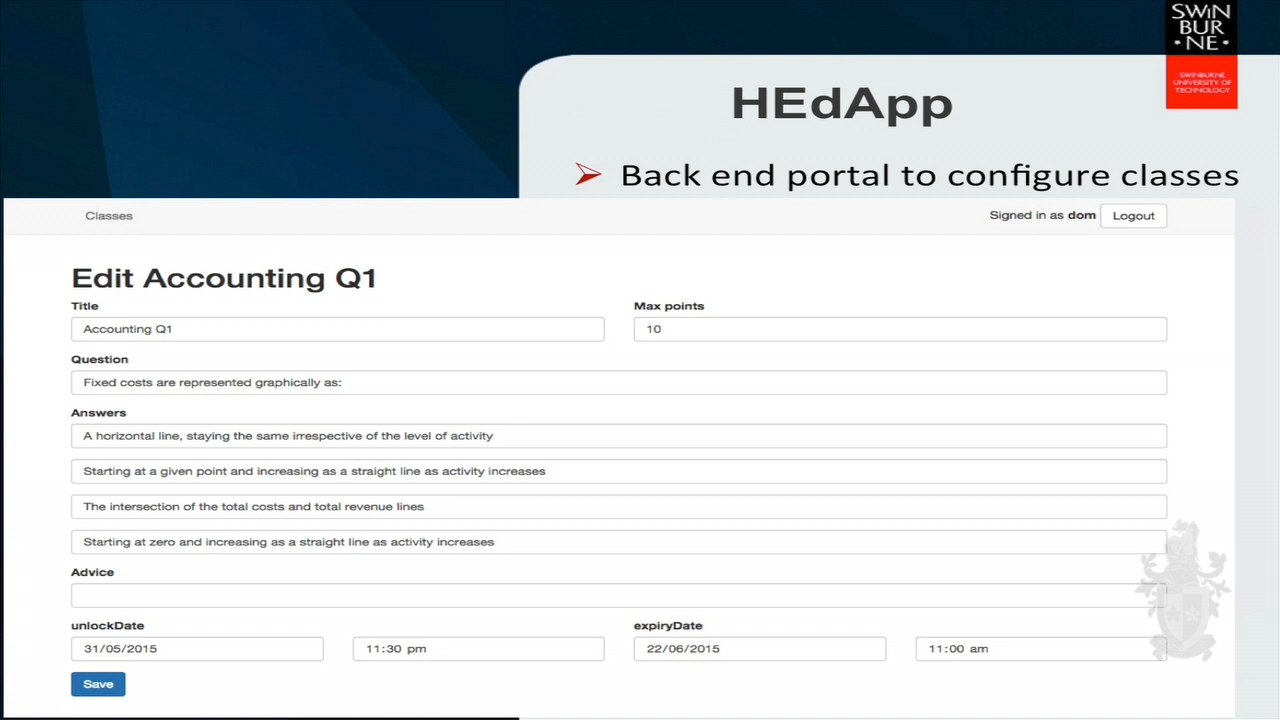 SWIN
BUR
• NE •
SWINBURNE
UNIVERSITY OF
TECHNOLOGY
HEdApp
Back end portal to configure classes
Classes
Signed in as dom
Logout
Edit Accounting Q1
Title
Max points
Accounting Q1
10
Question
Fixed costs are represented graphically as:
Answers
A horizontal line, staying the same irrespective of the level of activity
Starting at a given point and increasing as a straight line as activity increases
The intersection of the total costs and total revenue lines
Starting at zero and increasing as a straight line as activity increases
Advice
unlockDate
expiryDate
31/05/2015
11:30 pm
22/06/2015
11:00 am
Save